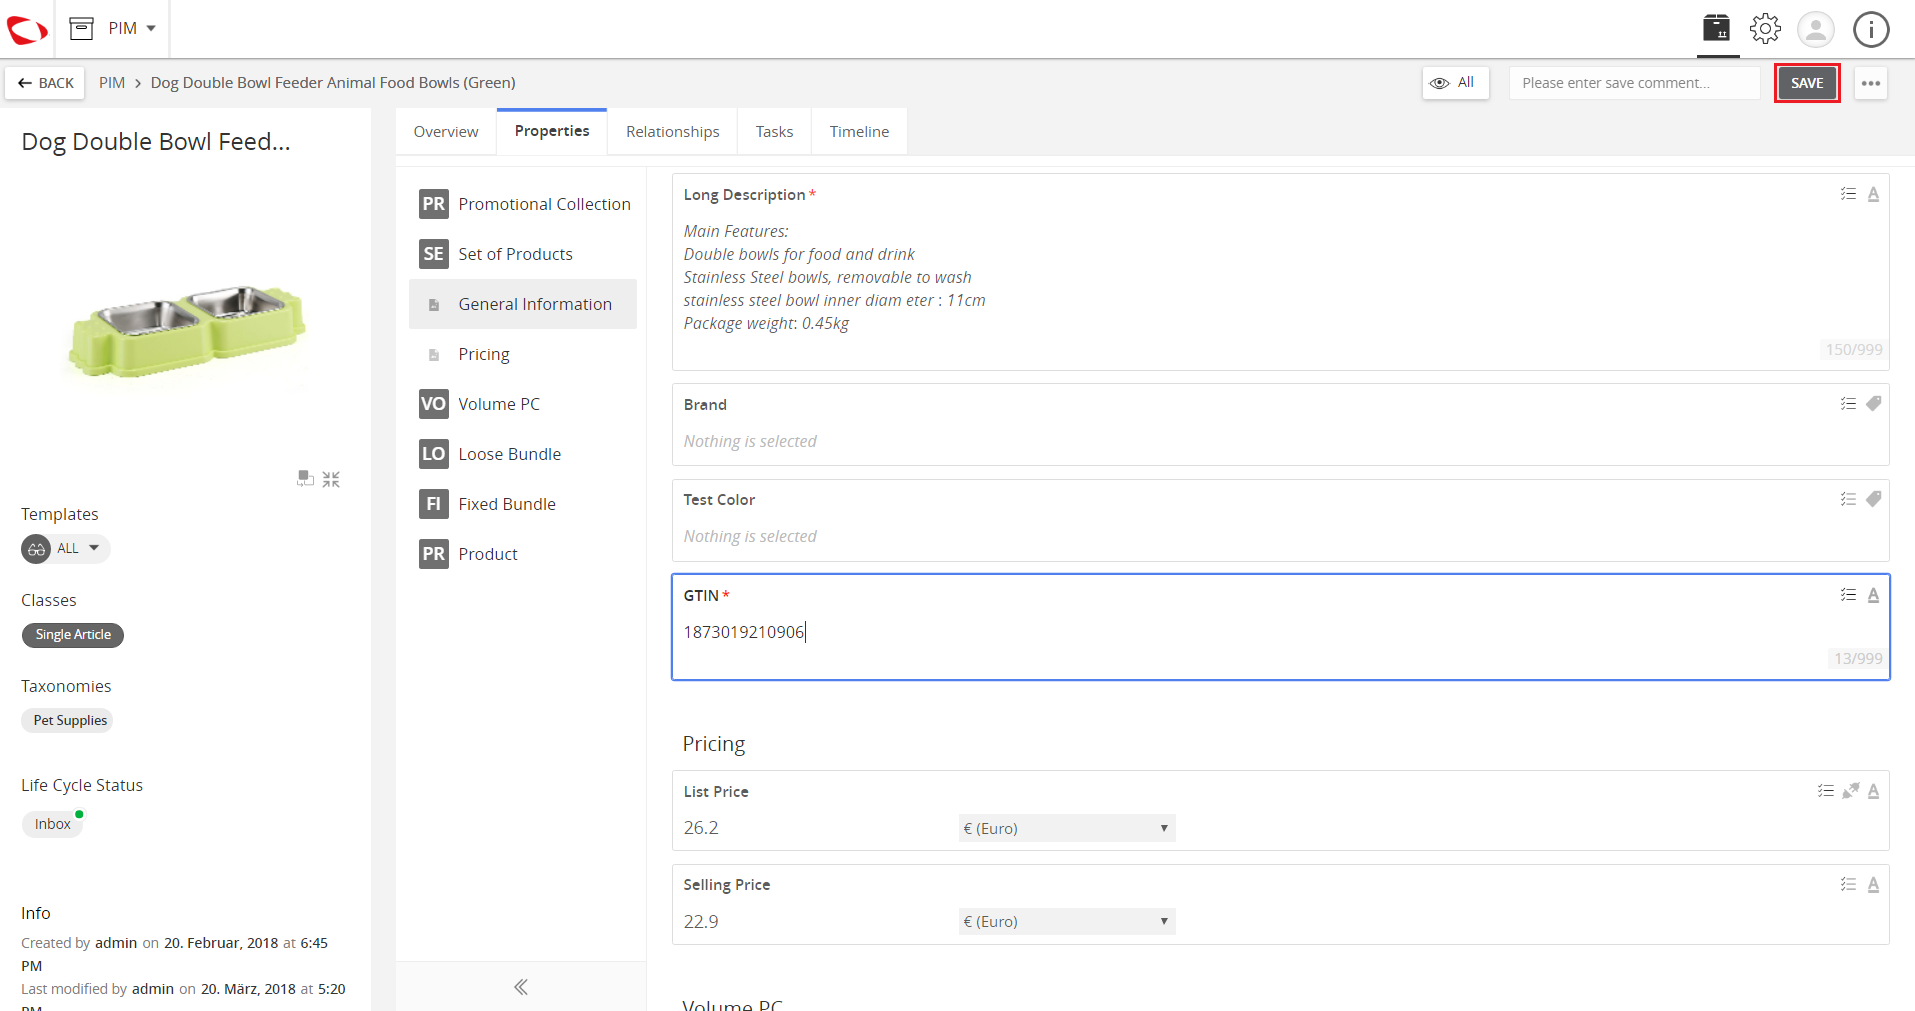 PIM
BACK
PIM > Dog Double Bowl Feeder Animal Food Bowls (Green)
All
Please enter save comment...
SAVE
Dog Double Bowl Feed...
Templates
ALL
Classes
Single Article
Taxonomies
Pet Supplies
Life Cycle Status
Inbox
Info
Created by admin on 20. Februar, 2018 at 6:45
PM
Last modified by admin on 20. März, 2018 at 5:20
PM
Overview
Properties
Relationships
Tasks
Timeline
PR Promotional Collection
SE Set of Products
General Information
Pricing
VO Volume PC
LO Loose Bundle
FI Fixed Bundle
PR Product
Long Description *
Main Features:
Double bowls for food and drink
Stainless Steel bowls, removable to wash
stainless steel bowl inner diam eter : 11cm
Package weight: 0.45kg
150/999
Brand
Nothing is selected
Test Color
Nothing is selected
GTIN *
1873019210906
13/999
Pricing
List Price
26.2
€ (Euro)
Selling Price
22.9
€ (Euro)
Volume PC